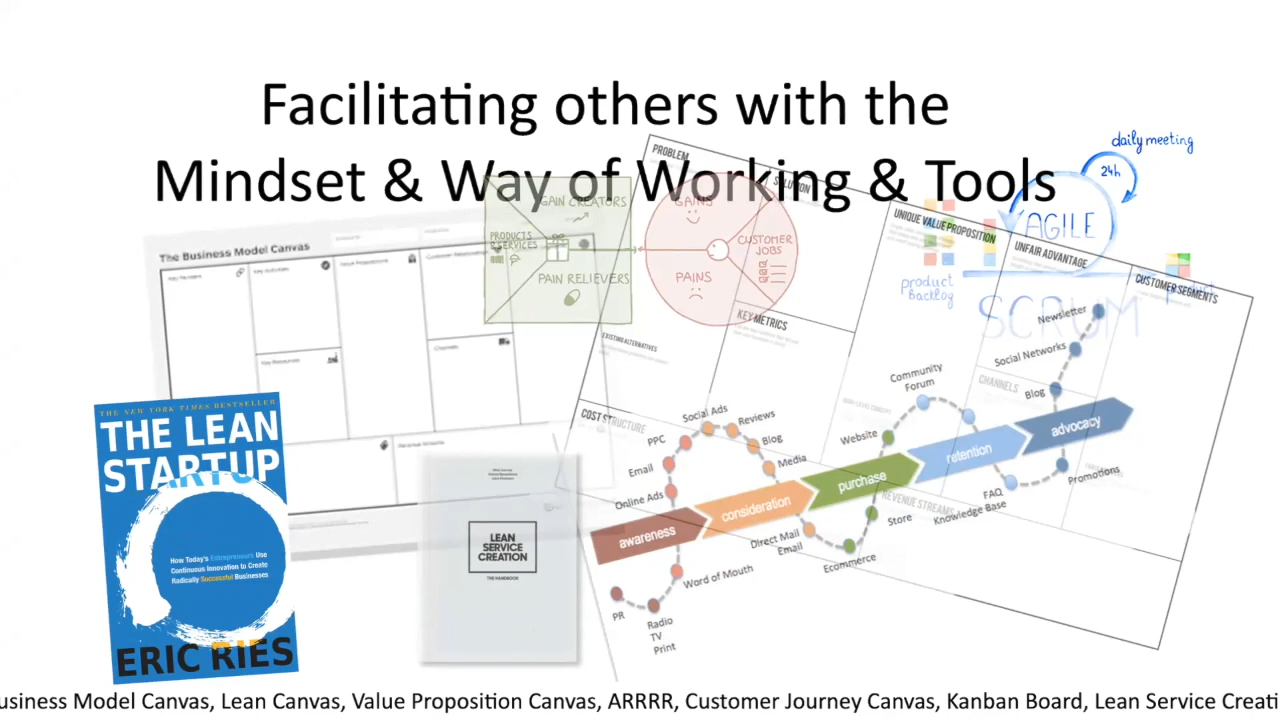 Facilitating others with the
Mindset & Way of Working & Tools
daily meeting
24h
AGILE
SCRUM
product
Backlog
PROBLEM
SOLUTION
UNIQUE VALUE PROPOSITION
UNFAIR ADVANTAGE
CUSTOMER SEGMENTS
KEY METRICS
EXISTING ALTERNATIVES
CHANNELS
COST STRUCTURE
REVENUE STREAMS
GAIN CREATORS
PRODUCTS
& SERVICES
PAIN RELIEVERS
GAINS
CUSTOMER
JOBS
PAINS
The Business Model Canvas
Key Activities
Key Resources
Channels
THE NEW YORK TIMES BESTSELLER
THE LEAN
STARTUP
How Today's Entrepreneurs Use
Continuous Innovation to Create
Radically Successful Businesses
ERIC RIES
LEAN
SERVICE
CREATION
THE HANDBOOK
Newsletter
Social Networks
Blog
Community
Forum
Website
Social Ads
Reviews
Blog
Media
PPC
Email
Online Ads
awareness
consideration
purchase
retention
advocacy
PR
Radio
TV
Print
Word of Mouth
Direct Mail
Email
Ecommerce
Store
FAQ
Knowledge Base
Promotions
usiness Model Canvas, Lean Canvas, Value Proposition Canvas, ARRRR, Customer Journey Canvas, Kanban Board, Lean Service Creati